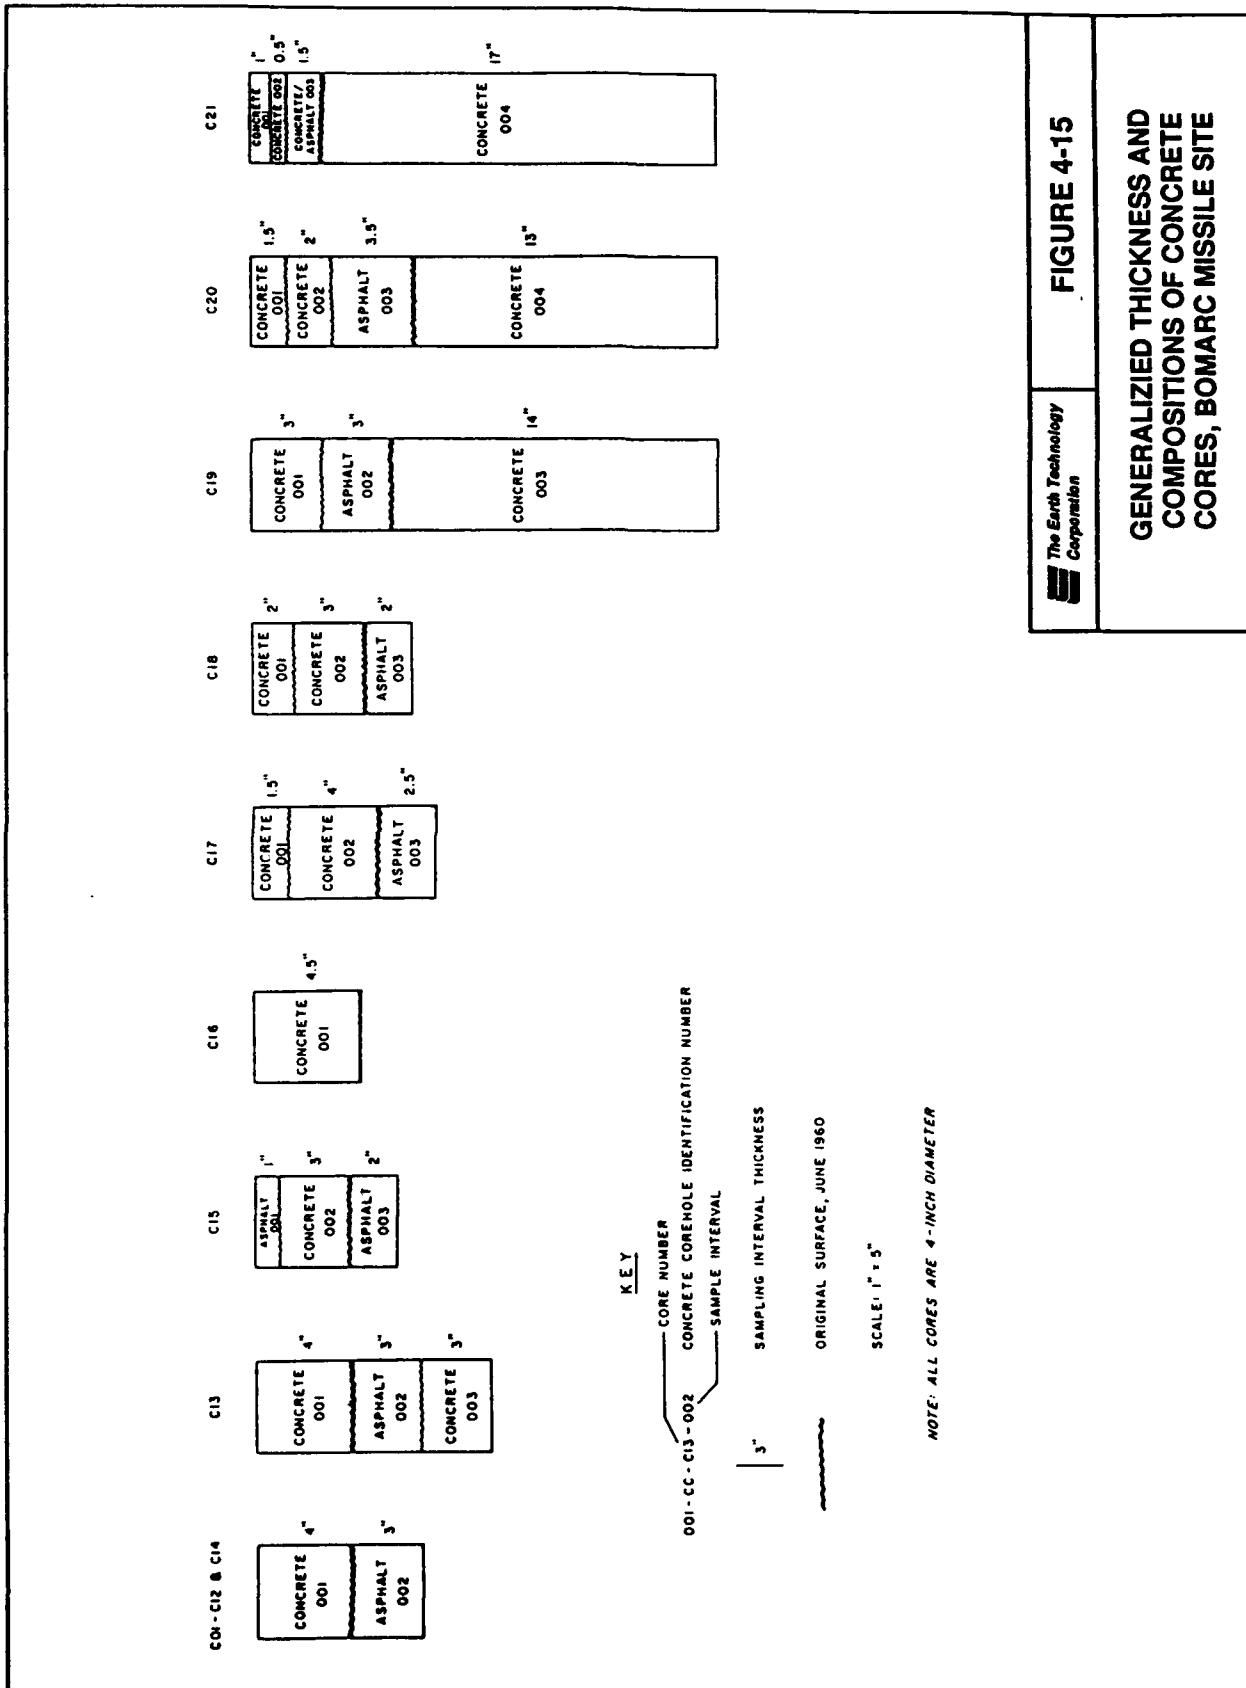 C01-C12 & C14
CONCRETE
001
4"
ASPHALT
002
3"
C13
CONCRETE
001
4"
ASPHALT
002
3"
CONCRETE
003
3"
C15
ASPHALT
001
1"
CONCRETE
002
3"
ASPHALT
003
2"
C16
CONCRETE
001
4.5"
C17
CONCRETE
001
1.5"
CONCRETE
002
4"
ASPHALT
003
2.5"
C18
CONCRETE
001
2"
CONCRETE
002
3"
ASPHALT
003
2"
C19
CONCRETE
001
3"
ASPHALT
002
3"
CONCRETE
003
14"
C20
CONCRETE
001
1.5"
CONCRETE
002
2"
ASPHALT
003
3.5"
CONCRETE
004
13"
C21
CONCRETE
001
1"
CONCRETE 002
0.5"
CONCRETE/
ASPHALT 003
1.5"
CONCRETE
004
17"
KEY
CORE NUMBER
001-CC-C13-002 CONCRETE COREHOLE IDENTIFICATION NUMBER
SAMPLE INTERVAL
3" SAMPLING INTERVAL THICKNESS
ORIGINAL SURFACE, JUNE 1960
SCALE: 1" = 5"
NOTE: ALL CORES ARE 4-INCH DIAMETER
The Earth Technology
Corporation
FIGURE 4-15
GENERALIZIED THICKNESS AND
COMPOSITIONS OF CONCRETE
CORES, BOMARC MISSILE SITE